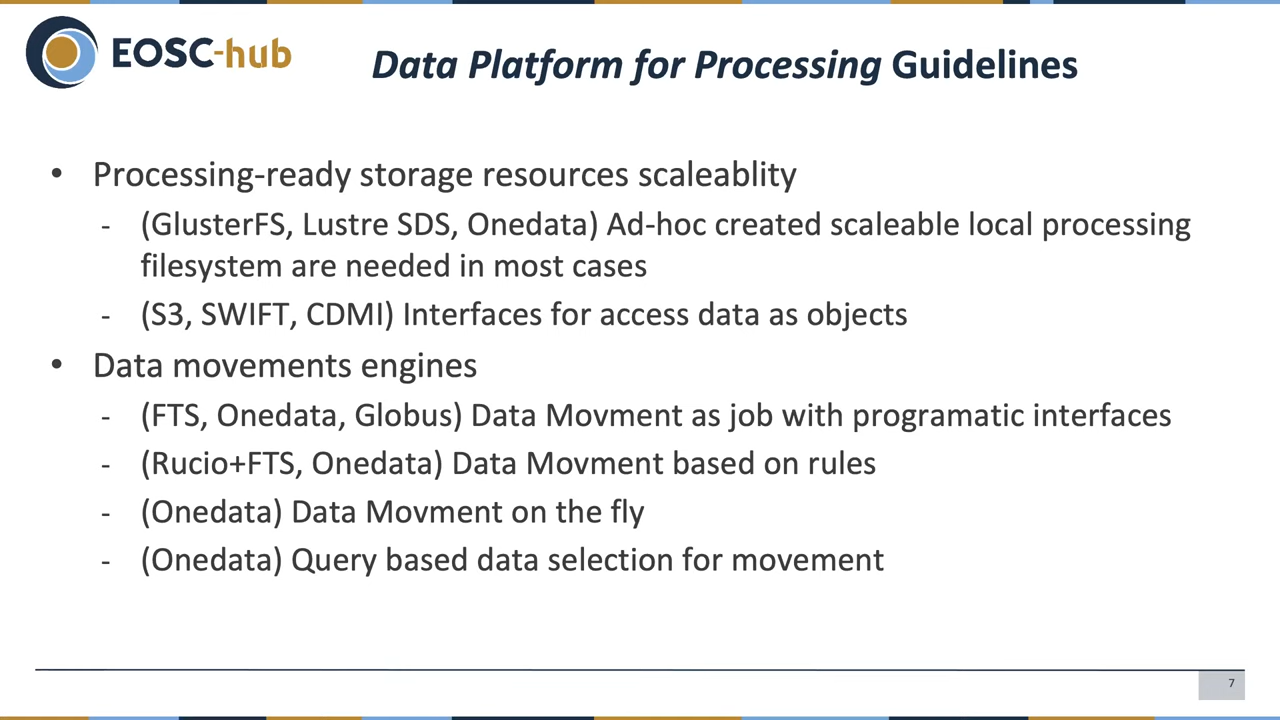 EOSC-hub
Data Platform for Processing Guidelines
• Processing-ready storage resources scaleablity
- (GlusterFS, Lustre SDS, Onedata) Ad-hoc created scaleable local processing
filesystem are needed in most cases
- (S3, SWIFT, CDMI) Interfaces for access data as objects
• Data movements engines
- (FTS, Onedata, Globus) Data Movment as job with programatic interfaces
- (Rucio+FTS, Onedata) Data Movment based on rules
- (Onedata) Data Movment on the fly
- (Onedata) Query based data selection for movement
7